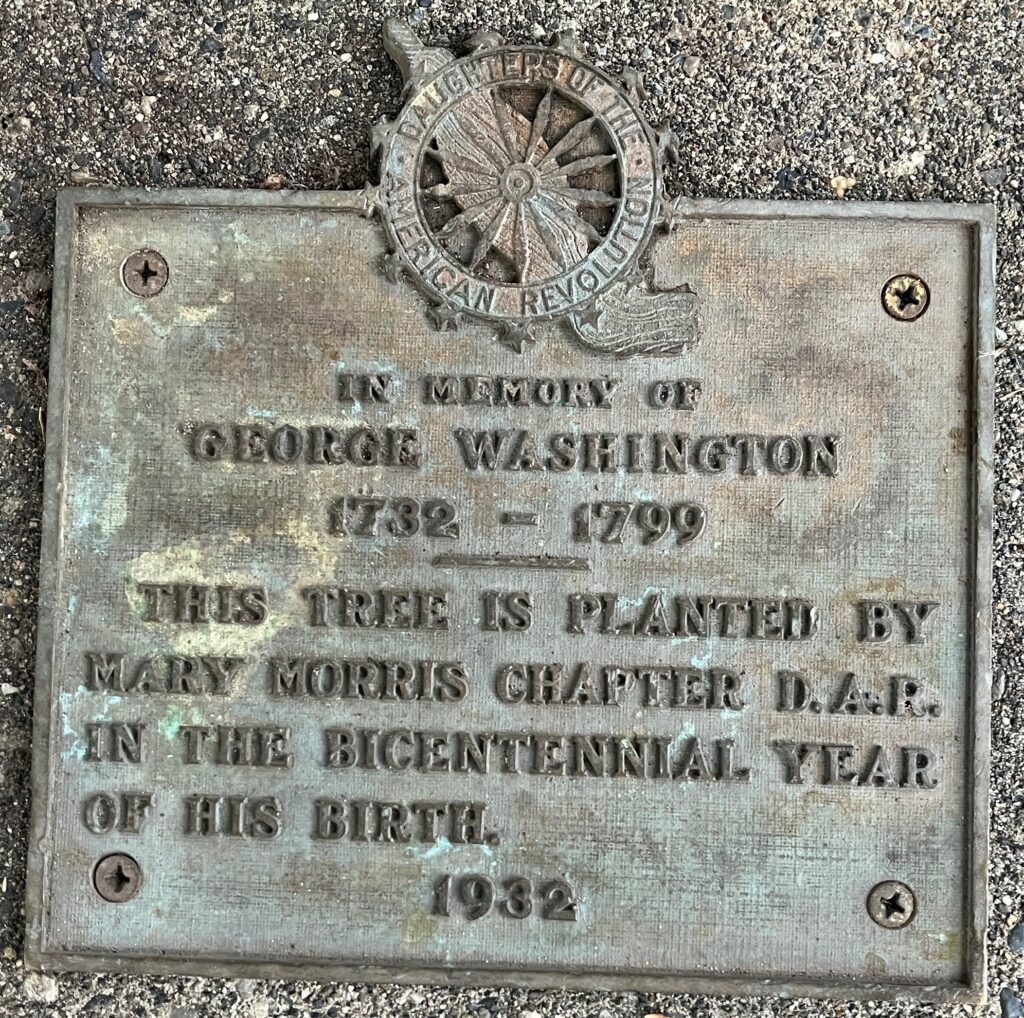 DAUGHTERS OF THE AMERICAN REVOLUTION
IN MEMORY OF
GEORGE WASHINGTON
1732 - 1799
THIS TREE IS PLANTED BY
MARY MORRIS CHAPTER D.A.R.
IN THE BICENTENNIAL YEAR
OF HIS BIRTH.
1932